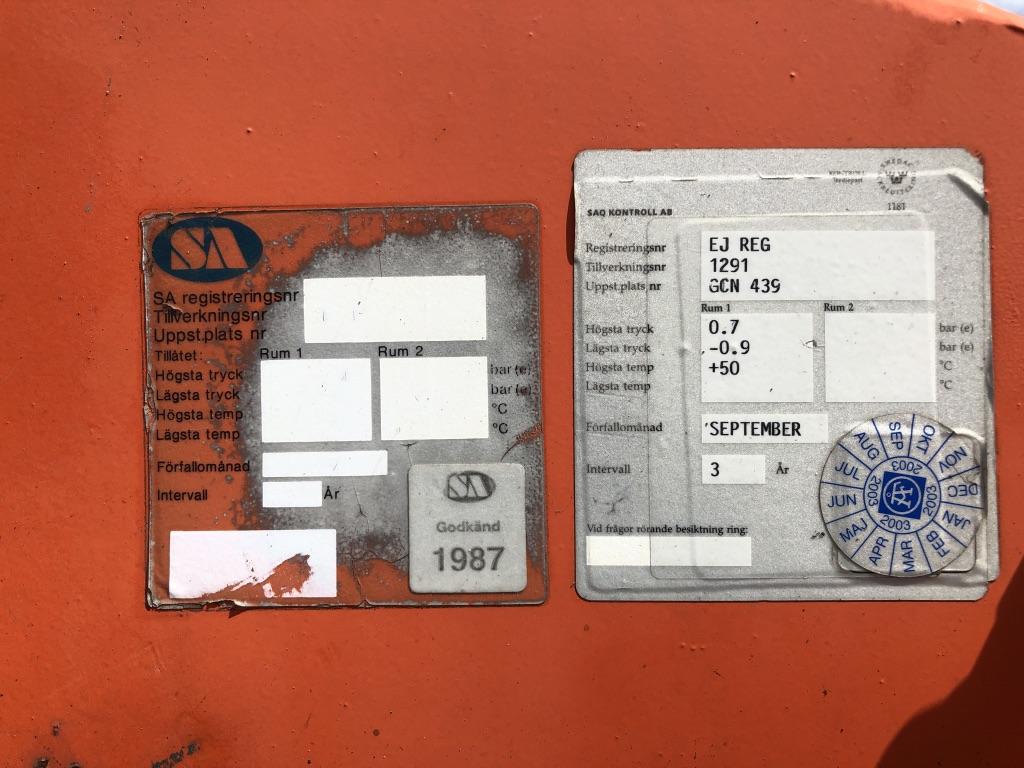 SA
SA registreringsnr
Tillverkningsnr
Uppst.plats nr
Tillåtet: Rum 1 Rum 2
Högsta tryck bar (e)
Lägsta tryck bar (e)
Högsta temp °C
Lägsta temp °C
Förfallomånad
Intervall År
SA
Godkänd
1987
SWEDAC
1181
SAQ KONTROLL AB
Registreringsnr EJ REG
Tillverkningsnr 1291
Uppst.plats nr GCN 439
Rum 1 Rum 2
Högsta tryck 0.7 bar (e)
Lägsta tryck -0.9 bar (e)
Högsta temp +50 °C
Lägsta temp °C
Förfallomånad SEPTEMBER
Intervall 3 År
Vid frågor rörande besiktning ring:
JAN FEB MAR APR MAJ JUN JUL AUG SEP OKT NOV DEC
2003 2003 2003 2003